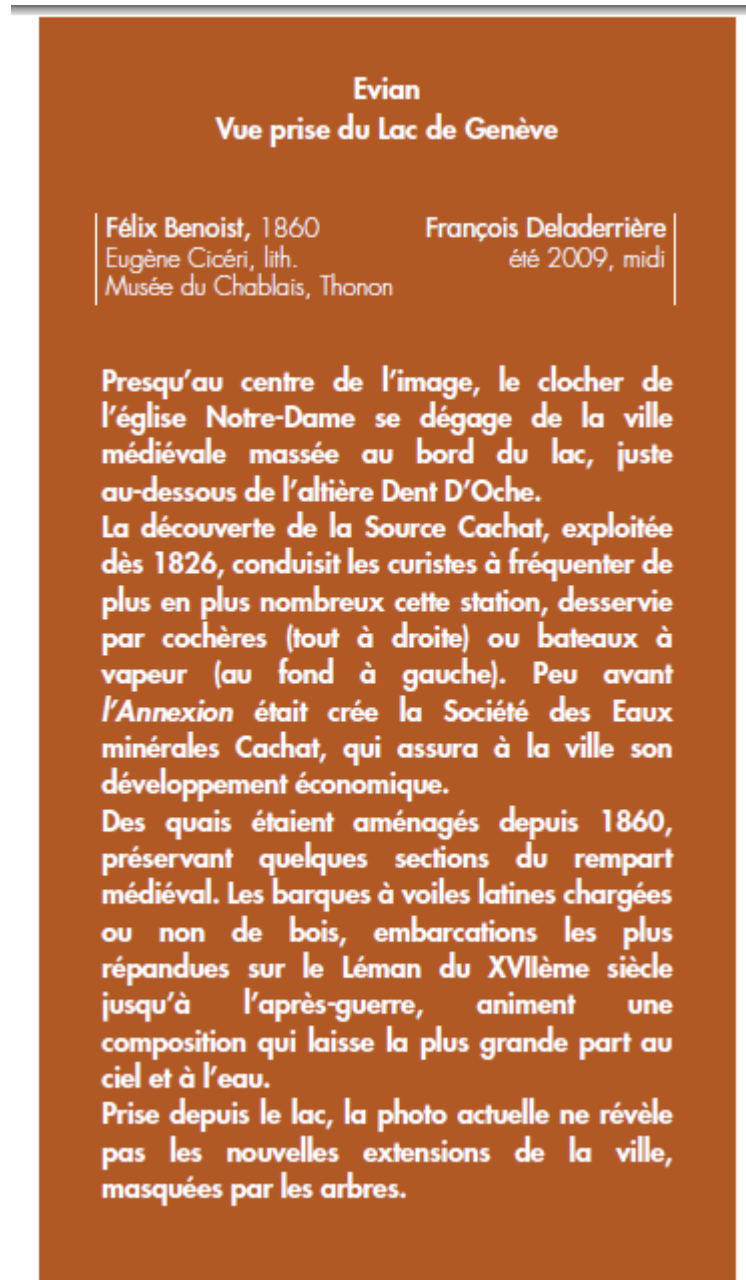 Evian
Vue prise du Lac de Genève
Félix Benoist, 1860
Eugène Cicéri, lith.
Musée du Chablais, Thonon
François Deladerrière
été 2009, midi
Presqu’au centre de l’image, le clocher de
l’église Notre-Dame se dégage de la ville
médiévale massée au bord du lac, juste
au-dessous de l’altière Dent D’Oche.
La découverte de la Source Cachat, exploitée
dès 1826, conduisit les curistes à fréquenter de
plus en plus nombreux cette station, desservie
par cochères (tout à droite) ou bateaux à
vapeur (au fond à gauche). Peu avant
l’Annexion était crée la Société des Eaux
minérales Cachat, qui assura à la ville son
développement économique.
Des quais étaient aménagés depuis 1860,
préservant quelques sections du rempart
médiéval. Les barques à voiles latines chargées
ou non de bois, embarcations les plus
répandues sur le Léman du XVIIème siècle
jusqu’à l’après-guerre, animent une
composition qui laisse la plus grande part au
ciel et à l’eau.
Prise depuis le lac, la photo actuelle ne révèle
pas les nouvelles extensions de la ville,
masquées par les arbres.